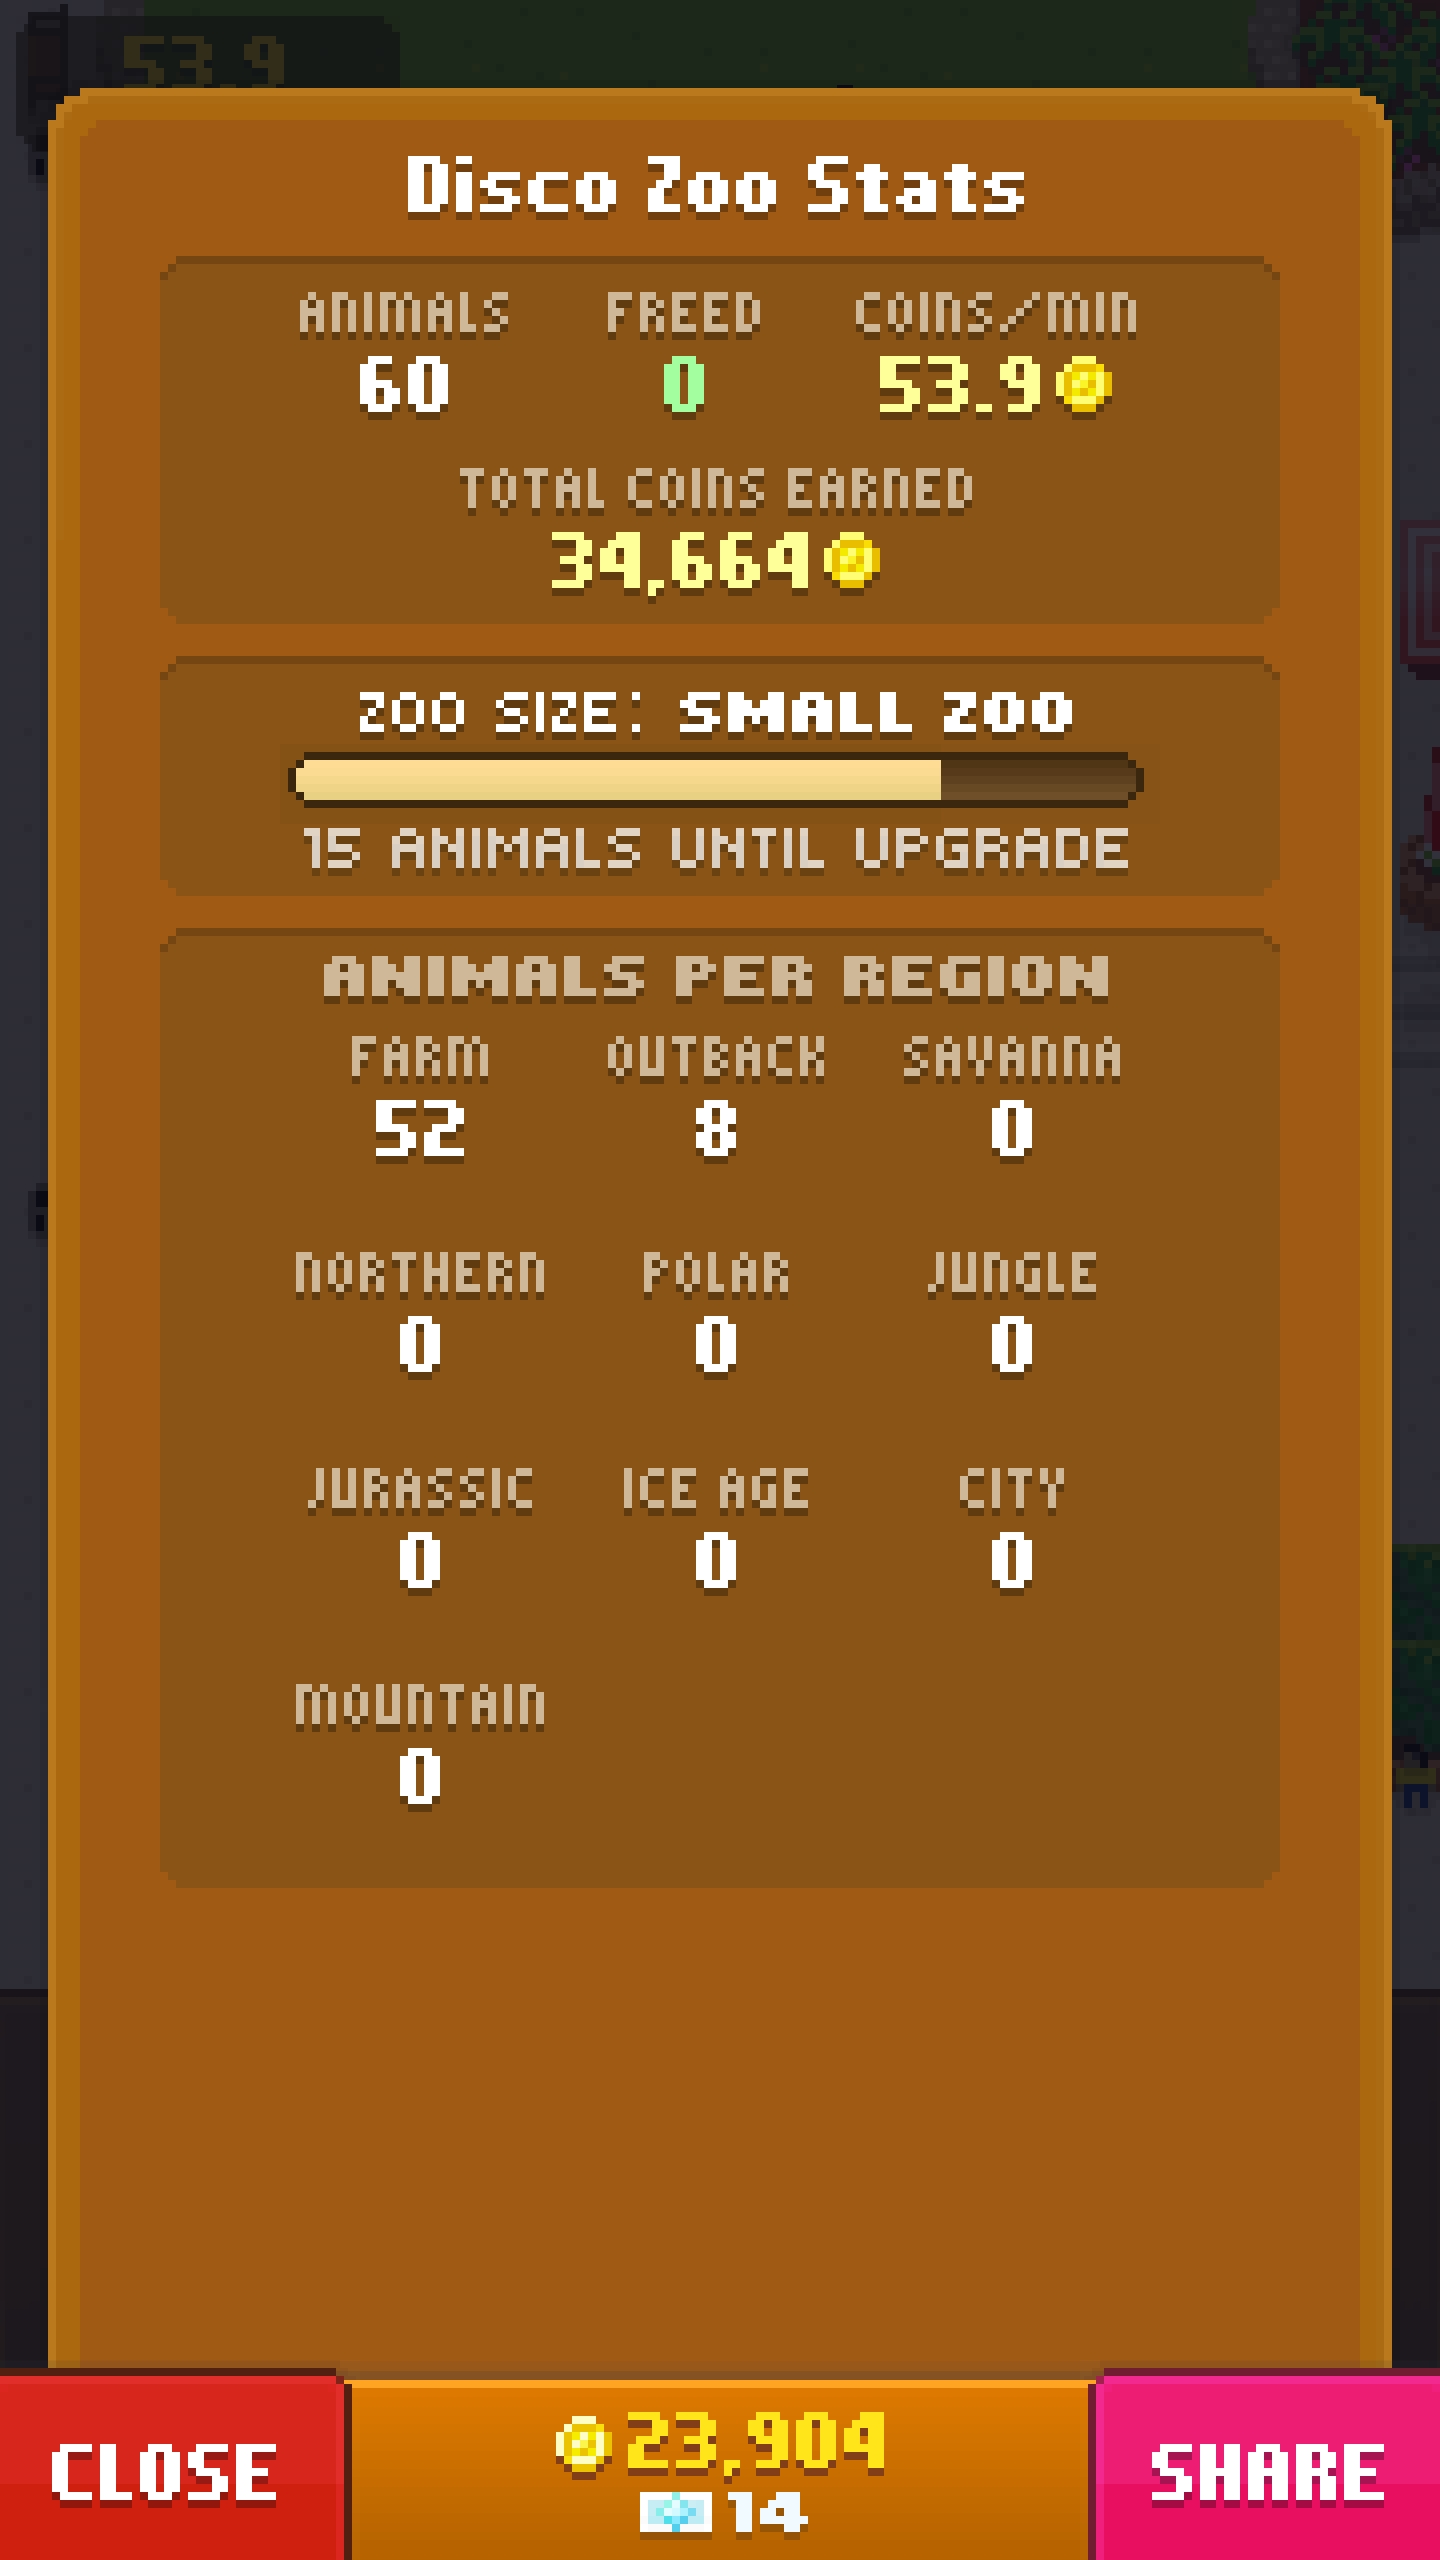 53.9
Disco Zoo Stats
ANIMALS FREED COINS/MIN
60 0 53.9
TOTAL COINS EARNED
34,664
ZOO SIZE: SMALL ZOO
15 ANIMALS UNTIL UPGRADE
ANIMALS PER REGION
FARM OUTBACK SAVANNA
52 8 0
NORTHERN POLAR JUNGLE
0 0 0
JURASSIC ICE AGE CITY
0 0 0
MOUNTAIN
0
CLOSE 23,904 SHARE
14